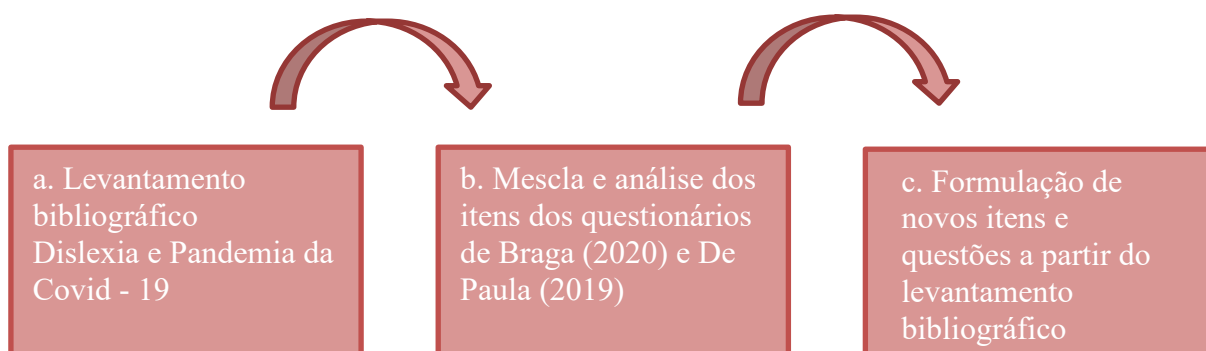 a. Levantamento
bibliográfico
Dislexia e Pandemia da
Covid - 19
b. Mescla e análise dos
itens dos questionários
de Braga (2020) e De
Paula (2019)
c. Formulação de
novos itens e
questões a partir do
levantamento
bibliográfico